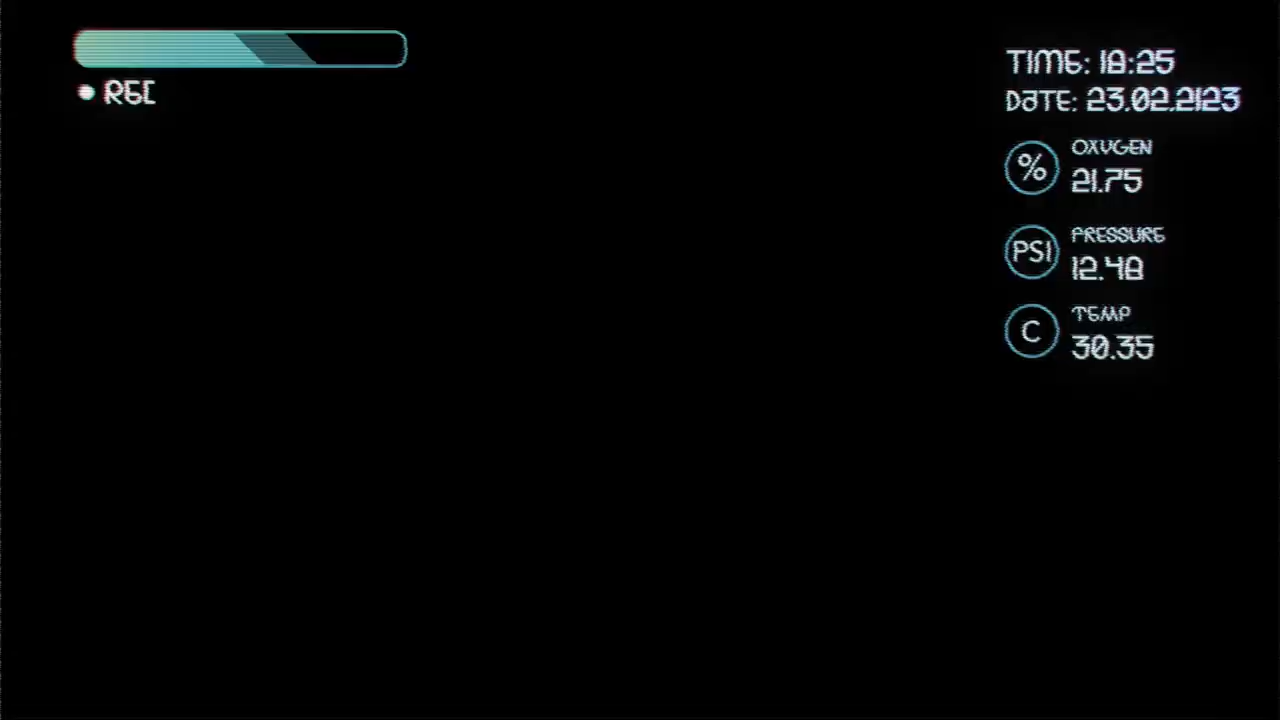 REC
TIME: 18:25
DATE: 23.02.2123
% OXYGEN
21.75
PSI PRESSURE
12.48
C TEMP
30.35